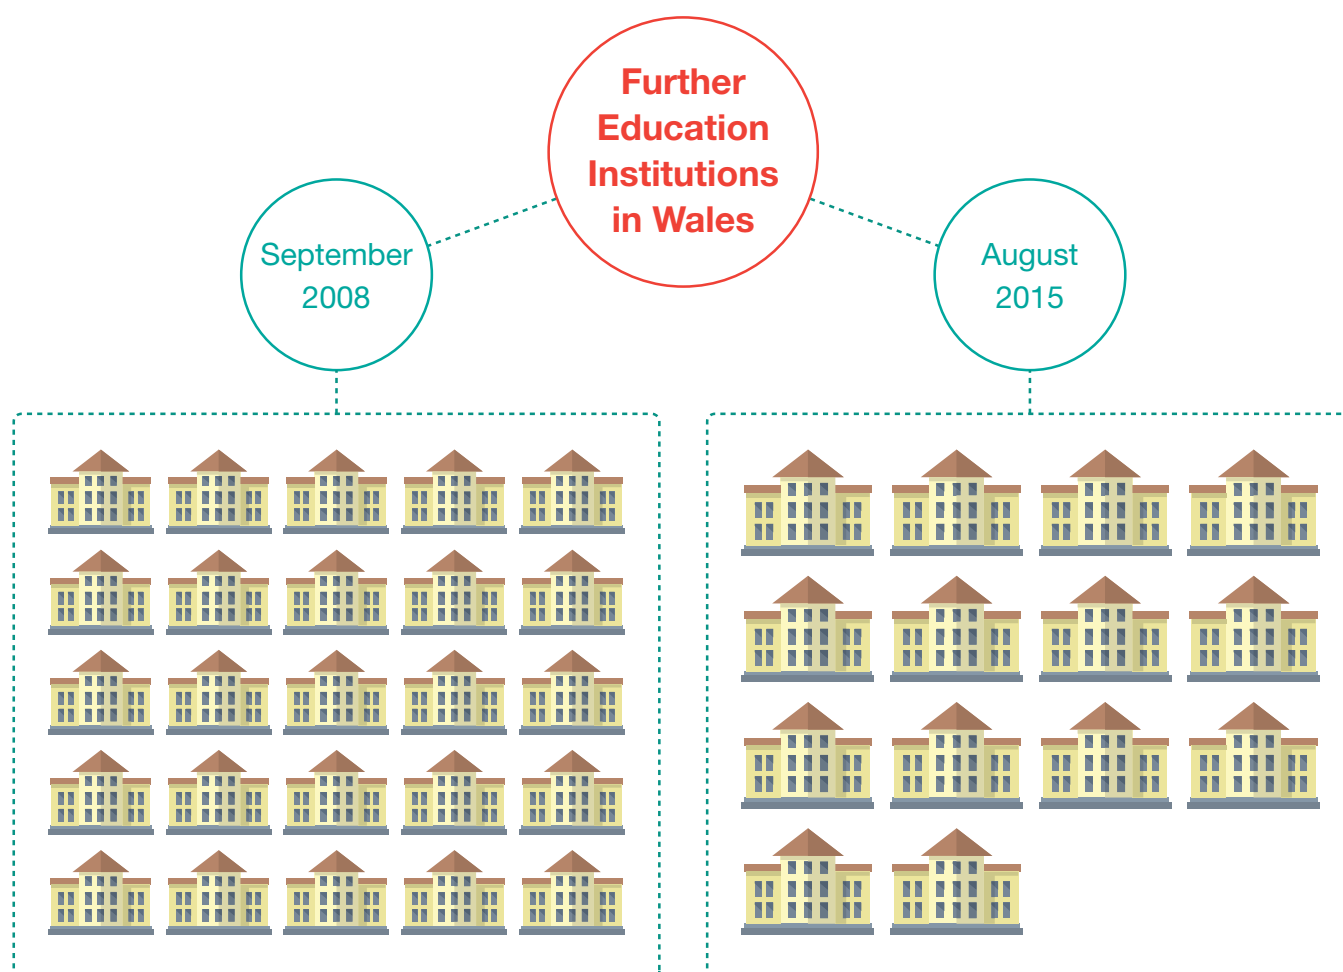 Further
Education
Institutions
in Wales
September
2008
August
2015